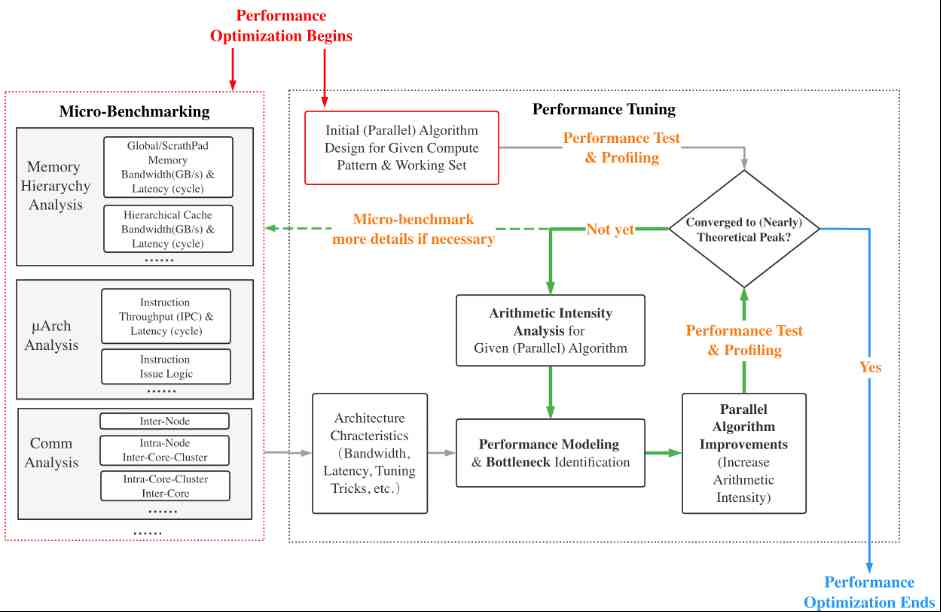 Performance
Optimization Begins
Micro-Benchmarking
Memory
Hierarchy
Analysis
Global/ScrathPad
Memory
Bandwidth(GB/s) &
Latency (cycle)
Hierarchical Cache
Bandwidth(GB/s) &
Latency (cycle)
......
μArch
Analysis
Instruction
Throughput (IPC) &
Latency (cycle)
Instruction
Issue Logic
......
Comm
Analysis
Inter-Node
Intra-Node
Inter-Core-Cluster
Intra-Core-Cluster
Inter-Core
......
......
Performance Tuning
Initial (Parallel) Algorithm
Design for Given Compute
Pattern & Working Set
Performance Test
& Profiling
Converged to (Nearly)
Theoretical Peak?
Micro-benchmark
more details if necessary
Not yet
Arithmetic Intensity
Analysis for
Given (Parallel) Algorithm
Performance Test
& Profiling
Yes
Architecture
Chracteristics
(Bandwidth,
Latency, Tuning
Tricks, etc.)
Performance Modeling
& Bottleneck Identification
Parallel
Algorithm
Improvements
(Increase
Arithmetic
Intensity)
Performance
Optimization Ends